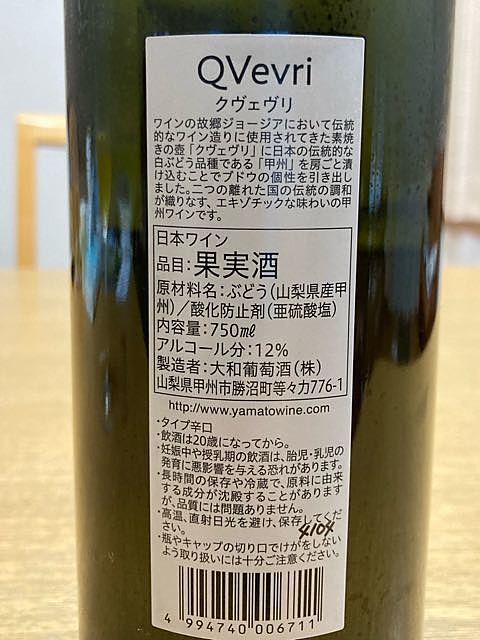 QVevri
クヴェヴリ
ワインの故郷ジョージアにおいて伝統
的なワイン造りに使用されてきた素焼
きの壺「クヴェヴリ」に日本の伝統的な
白ぶどう品種である「甲州」を房ごと漬
け込むことでブドウの個性を引き出し
ました。二つの離れた国の伝統の調和
が織りなす、エキゾチックな味わいの甲
州ワインです。
日本ワイン
品目：果実酒
原材料名：ぶどう（山梨県産甲
州）／酸化防止剤（亜硫酸塩）
内容量：750㎖
アルコール分：12%
製造者：大和葡萄酒（株）
山梨県甲州市勝沼町等々力776-1
http://www.yamatowine.com
・タイプ辛口
・飲酒は20歳になってから。
・妊娠中や授乳期の飲酒は、胎児・乳児の
発育に悪影響を与える恐れがあります。
・長時間の保存や冷蔵で、原料に由来
する成分が沈殿することがあります
が、品質には問題ありません。
・高温、直射日光を避け、保存してくだ
さい。
4104
・瓶やキャップの切り口でけがをしない
よう取り扱いには十分ご注意ください。
4 994740 006711